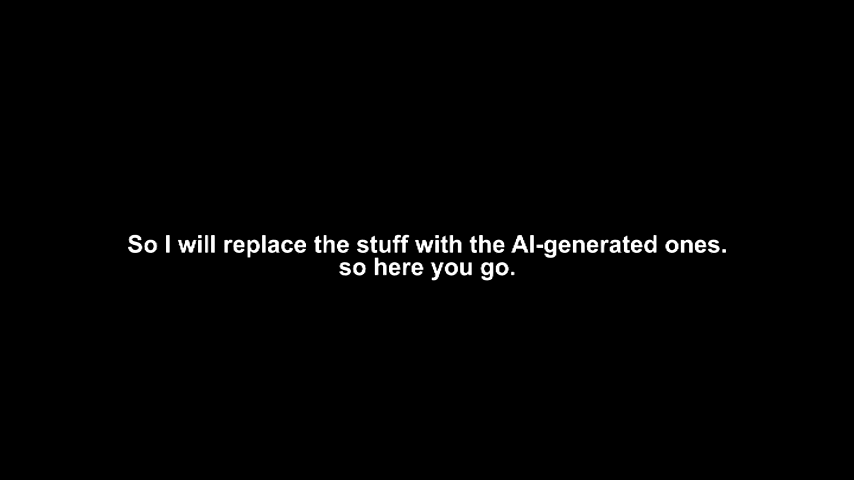 So I will replace the stuff with the AI-generated ones.
so here you go.